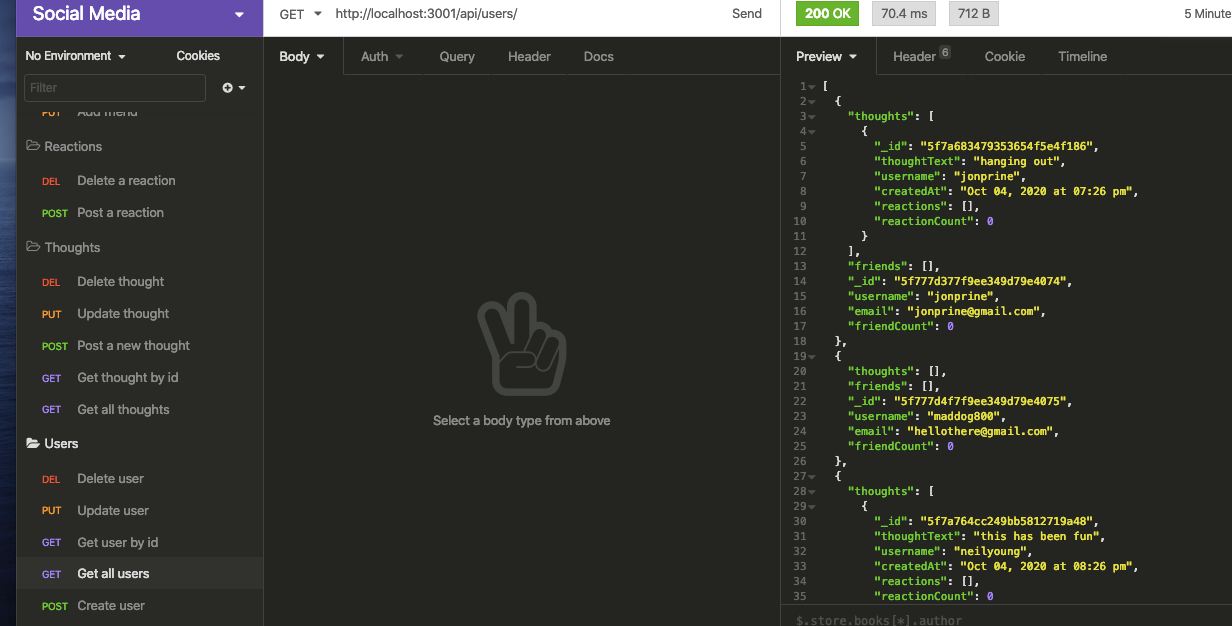 Social Media
GET http://localhost:3001/api/users/ Send
200 OK 70.4 ms 712 B 5 Minute
No Environment Cookies
Filter
PUT Add friend
Reactions
DEL Delete a reaction
POST Post a reaction
Thoughts
DEL Delete thought
PUT Update thought
POST Post a new thought
GET Get thought by id
GET Get all thoughts
Users
DEL Delete user
PUT Update user
GET Get user by id
GET Get all users
POST Create user
Body Auth Query Header Docs
Select a body type from above
Preview Header 6 Cookie Timeline
1 [
2 {
3 "thoughts": [
4 {
5 "_id": "5f7a683479353654f5e4f186",
6 "thoughtText": "hanging out",
7 "username": "jonprine",
8 "createdAt": "Oct 04, 2020 at 07:26 pm",
9 "reactions": [],
10 "reactionCount": 0
11 }
12 ],
13 "friends": [],
14 "_id": "5f777d377f9ee349d79e4074",
15 "username": "jonprine",
16 "email": "jonprine@gmail.com",
17 "friendCount": 0
18 },
19 {
20 "thoughts": [],
21 "friends": [],
22 "_id": "5f777d4f7f9ee349d79e4075",
23 "username": "maddog800",
24 "email": "hellothere@gmail.com",
25 "friendCount": 0
26 },
27 {
28 "thoughts": [
29 {
30 "_id": "5f7a764cc249bb5812719a48",
31 "thoughtText": "this has been fun",
32 "username": "neilyoung",
33 "createdAt": "Oct 04, 2020 at 08:26 pm",
34 "reactions": [],
35 "reactionCount": 0
$.store.books[*].author